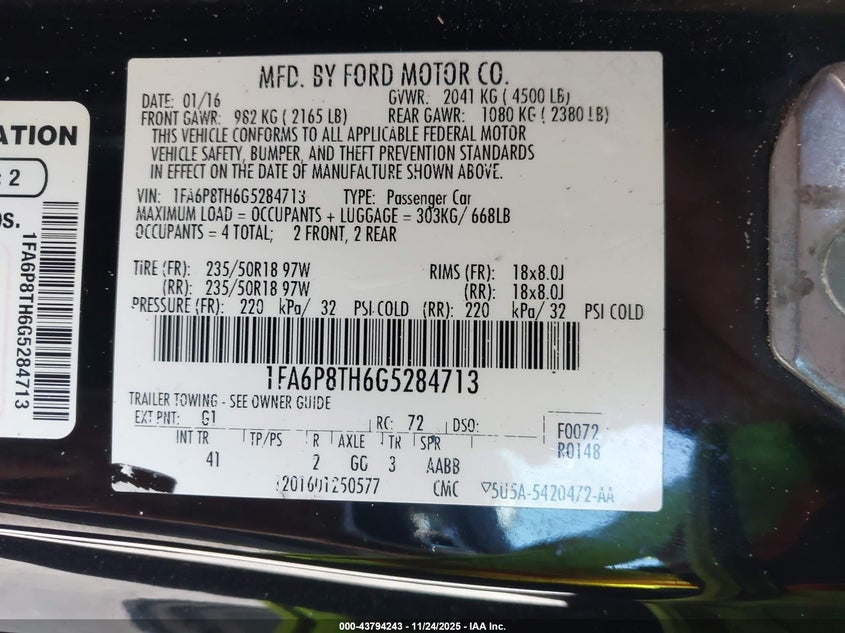 MFD. BY FORD MOTOR CO.
DATE: 01/16 GVWR: 2041 KG ( 4500 LB)
FRONT GAWR: 982 KG ( 2165 LB) REAR GAWR: 1080 KG ( 2380 LB)
THIS VEHICLE CONFORMS TO ALL APPLICABLE FEDERAL MOTOR
VEHICLE SAFETY, BUMPER, AND THEFT PREVENTION STANDARDS
IN EFFECT ON THE DATE OF MANUFACTURE SHOWN ABOVE.
VIN: 1FA6P8TH6G5284713 TYPE: Passenger Car
MAXIMUM LOAD = OCCUPANTS + LUGGAGE = 303KG/ 668LB
OCCUPANTS = 4 TOTAL; 2 FRONT, 2 REAR
TIRE (FR): 235/50R18 97W RIMS (FR): 18x8.0J
(RR): 235/50R18 97W (RR): 18x8.0J
PRESSURE (FR): 220 kPa/ 32 PSI COLD (RR): 220 kPa/ 32 PSI COLD
1FA6P8TH6G5284713
TRAILER TOWING - SEE OWNER GUIDE
EXT PNT: G1 RC: 72 DSO: F0072
R0148
INT TR TP/PS R AXLE TR SPR
41 2 GG 3 AABB
201601250577 CMC 5U5A-5420472-AA
ATION
: 2
OS.
1FA6P8TH6G5284713
000-43794243 - 11/24/2025 - IAA Inc.